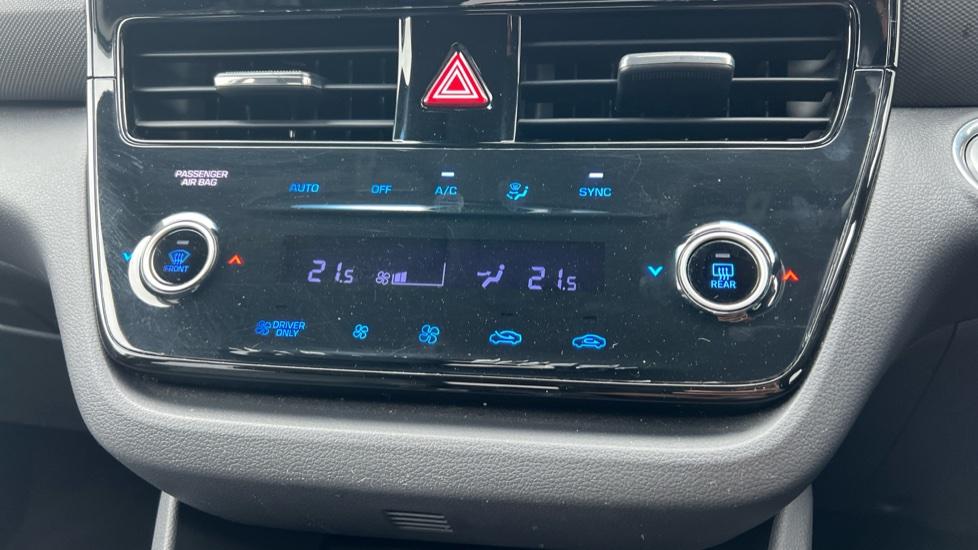 PASSENGER
AIR BAG
AUTO OFF A/C SYNC
FRONT
21.5 21.5
REAR
DRIVER
ONLY